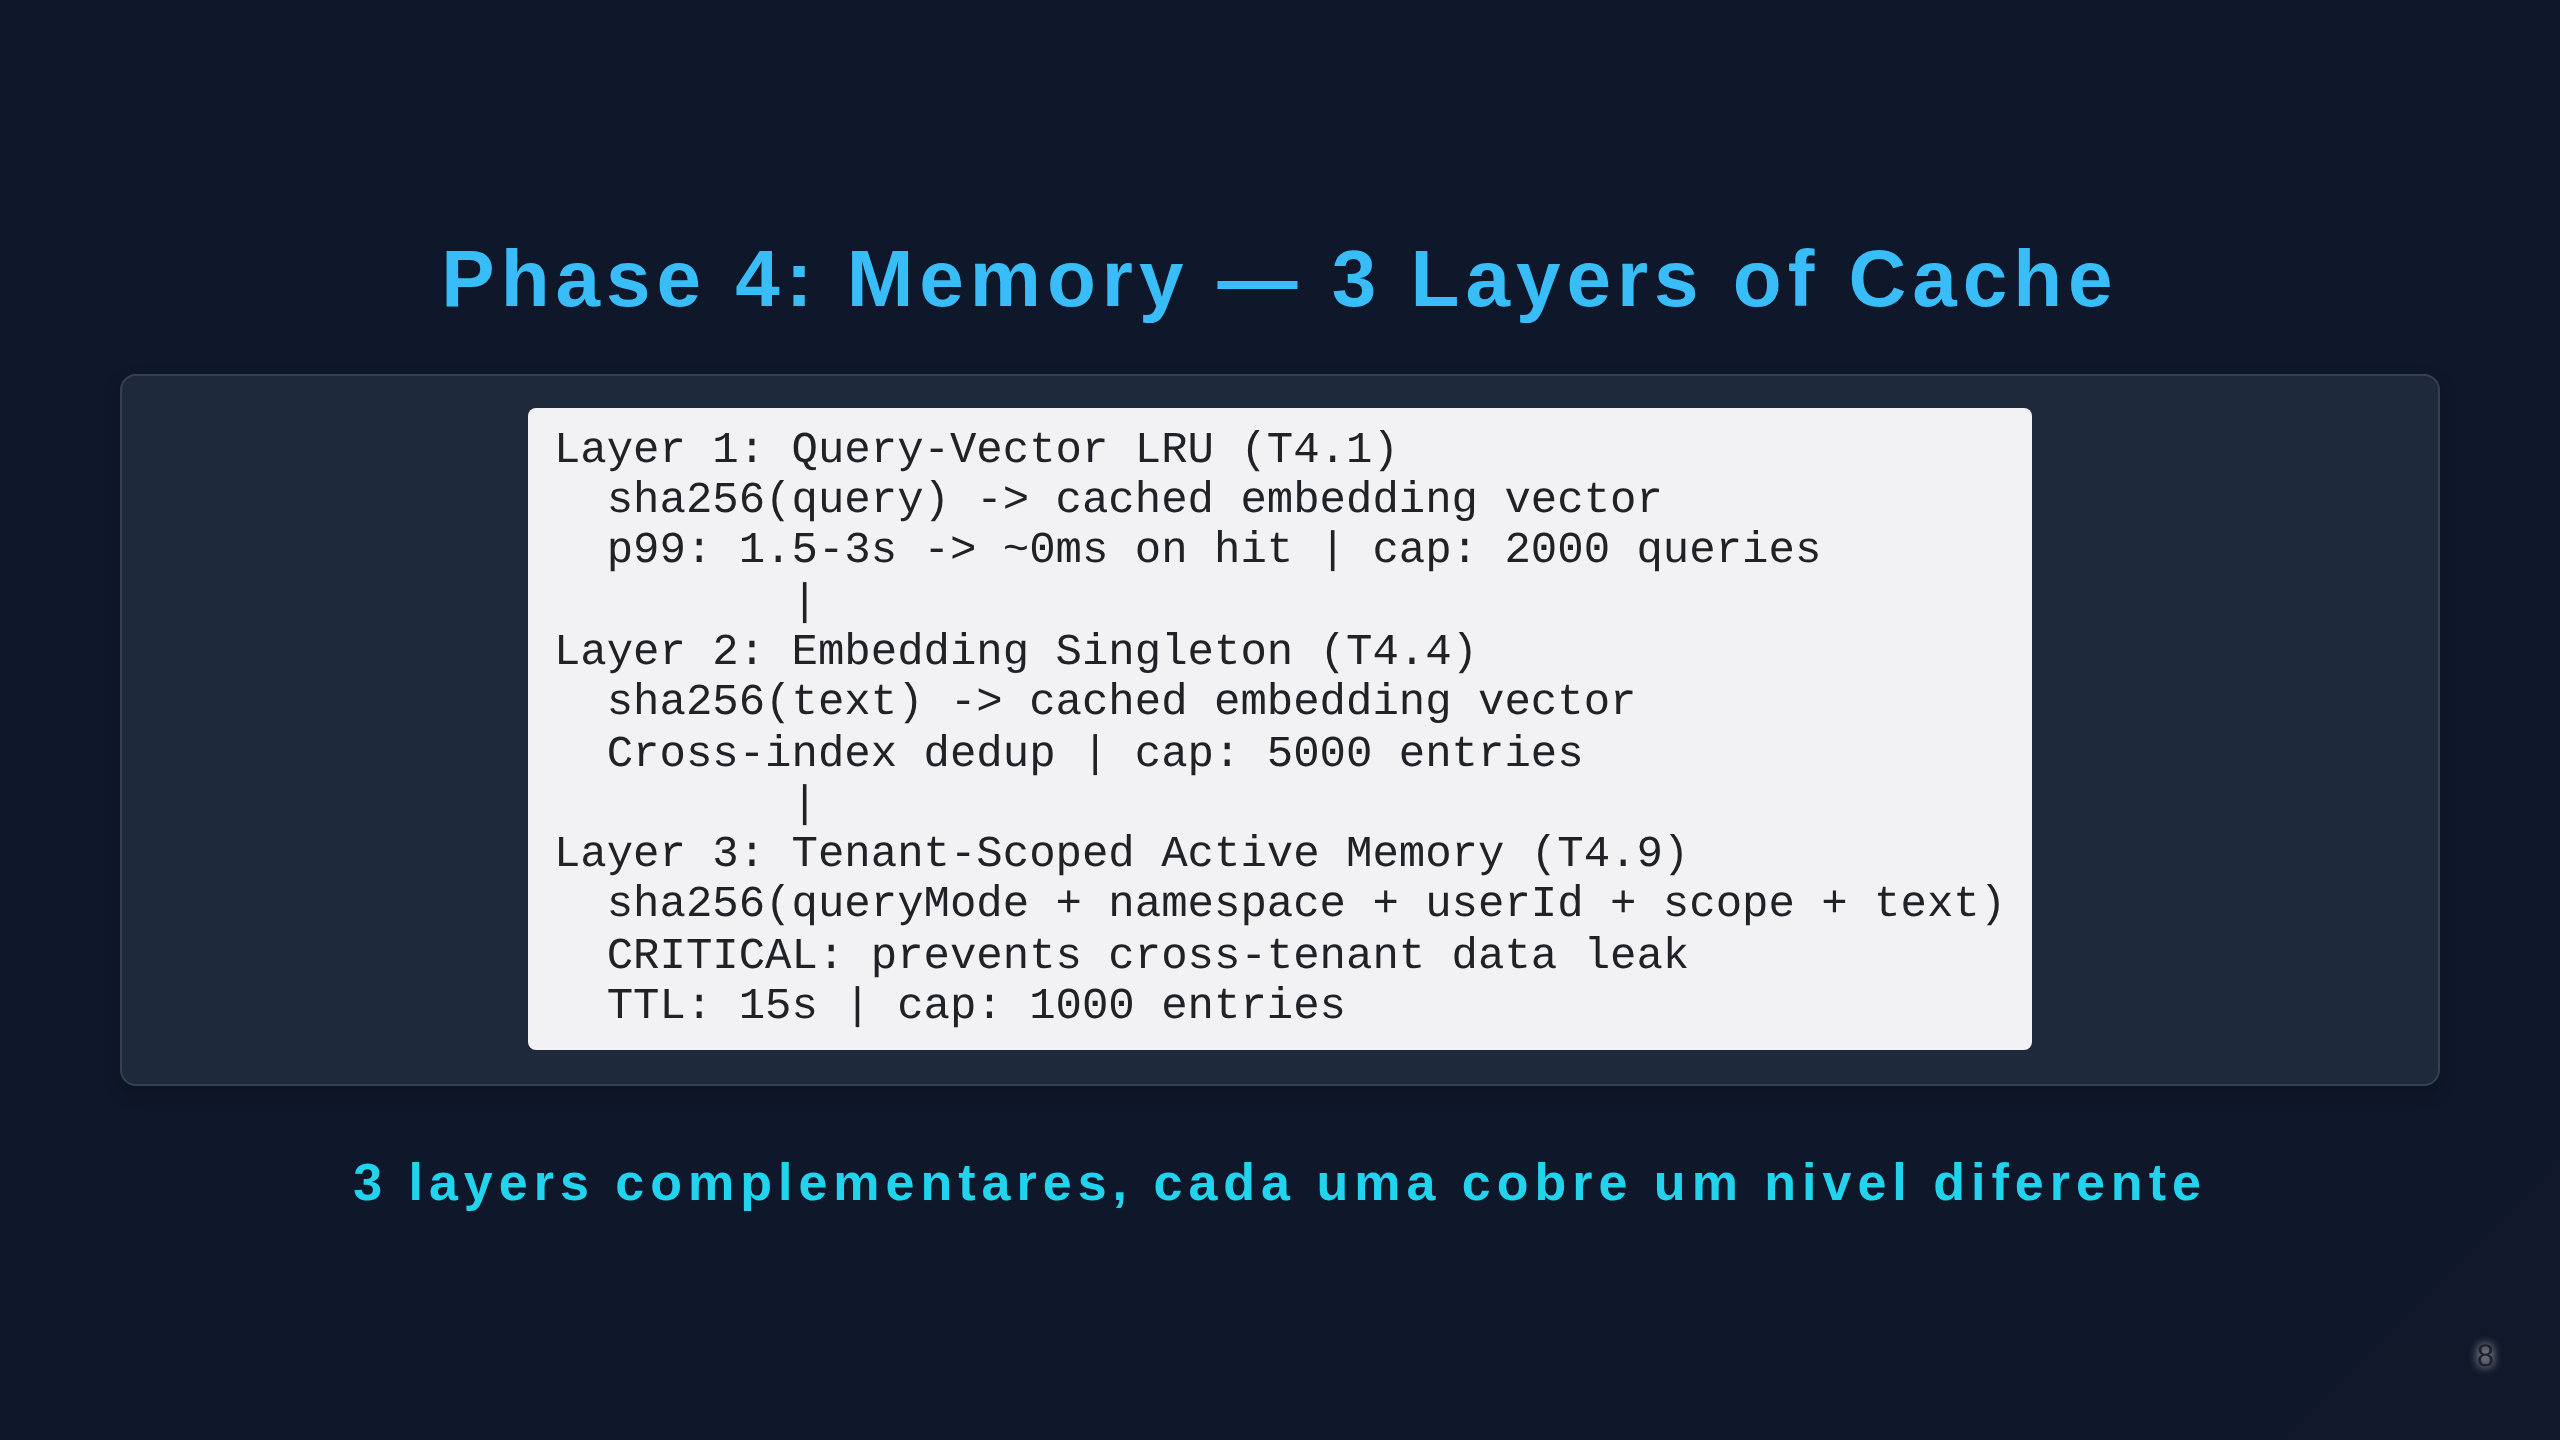 Phase 4: Memory — 3 Layers of Cache
Layer 1: Query-Vector LRU (T4.1)
  sha256(query) -> cached embedding vector
  p99: 1.5-3s -> ~0ms on hit | cap: 2000 queries
         |
Layer 2: Embedding Singleton (T4.4)
  sha256(text) -> cached embedding vector
  Cross-index dedup | cap: 5000 entries
         |
Layer 3: Tenant-Scoped Active Memory (T4.9)
  sha256(queryMode + namespace + userId + scope + text)
  CRITICAL: prevents cross-tenant data leak
  TTL: 15s | cap: 1000 entries
3 layers complementares, cada uma cobre um nivel diferente
8